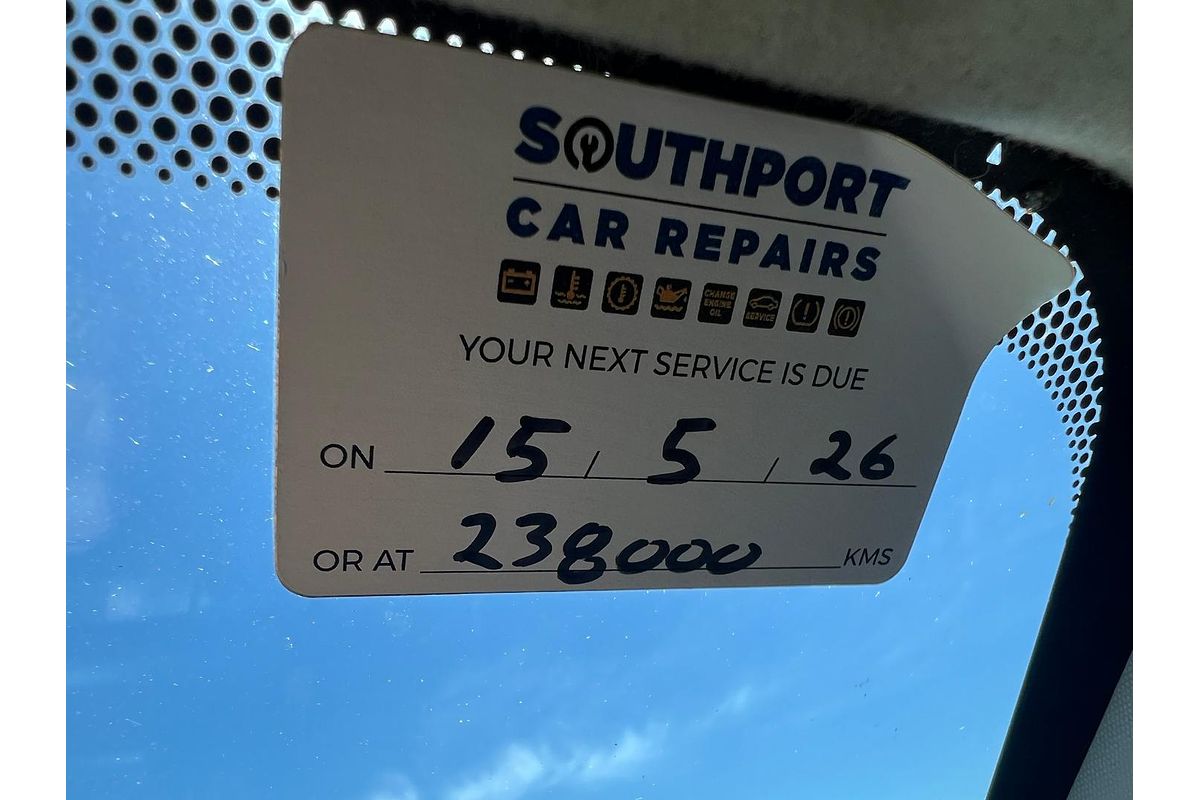 SOUTHPORT
CAR REPAIRS
CHANGE ENGINE OIL SERVICE
YOUR NEXT SERVICE IS DUE
ON 15 / 5 / 26
OR AT 238000 KMS